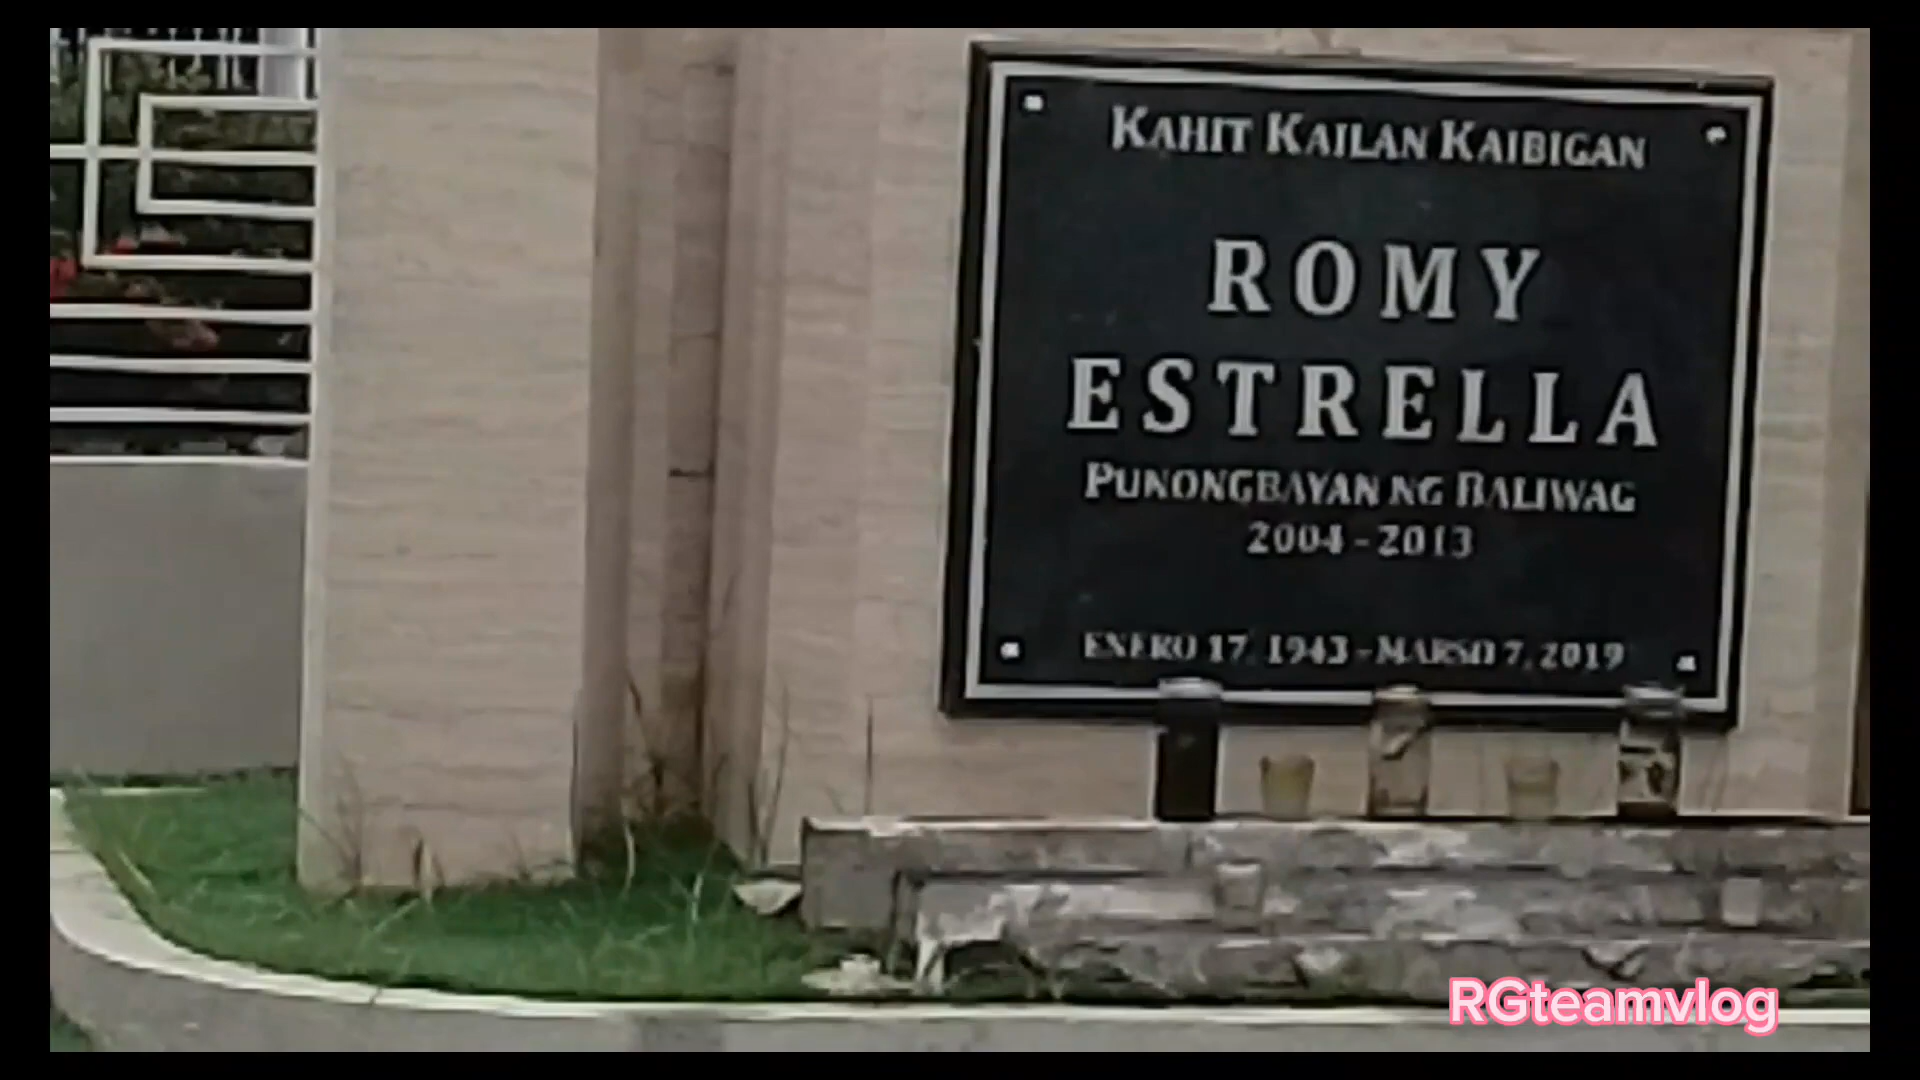 KAHIT KAILAN KAIBIGAN
ROMY
ESTRELLA
PUNONGBAYAN NG BALIWAG
2004 - 2013
ENERO 17, 1943 - MARSO 7, 2019
RGteamvlog